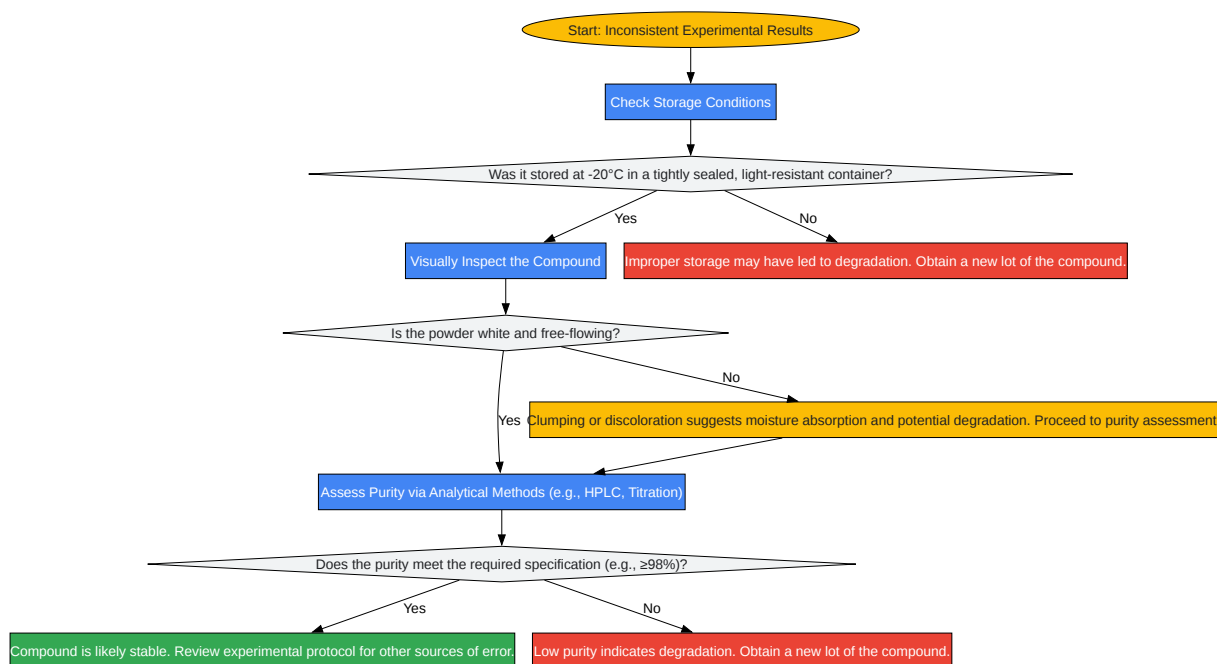 Start: Inconsistent Experimental Results
Check Storage Conditions
Was it stored at -20°C in a tightly sealed, light-resistant container?
Yes
No
Visually Inspect the Compound
Improper storage may have led to degradation. Obtain a new lot of the compound.
Is the powder white and free-flowing?
No
Yes
Clumping or discoloration suggests moisture absorption and potential degradation. Proceed to purity assessment
Assess Purity via Analytical Methods (e.g., HPLC, Titration)
Does the purity meet the required specification (e.g., ≥98%)?
Yes
No
Compound is likely stable. Review experimental protocol for other sources of error.
Low purity indicates degradation. Obtain a new lot of the compound.